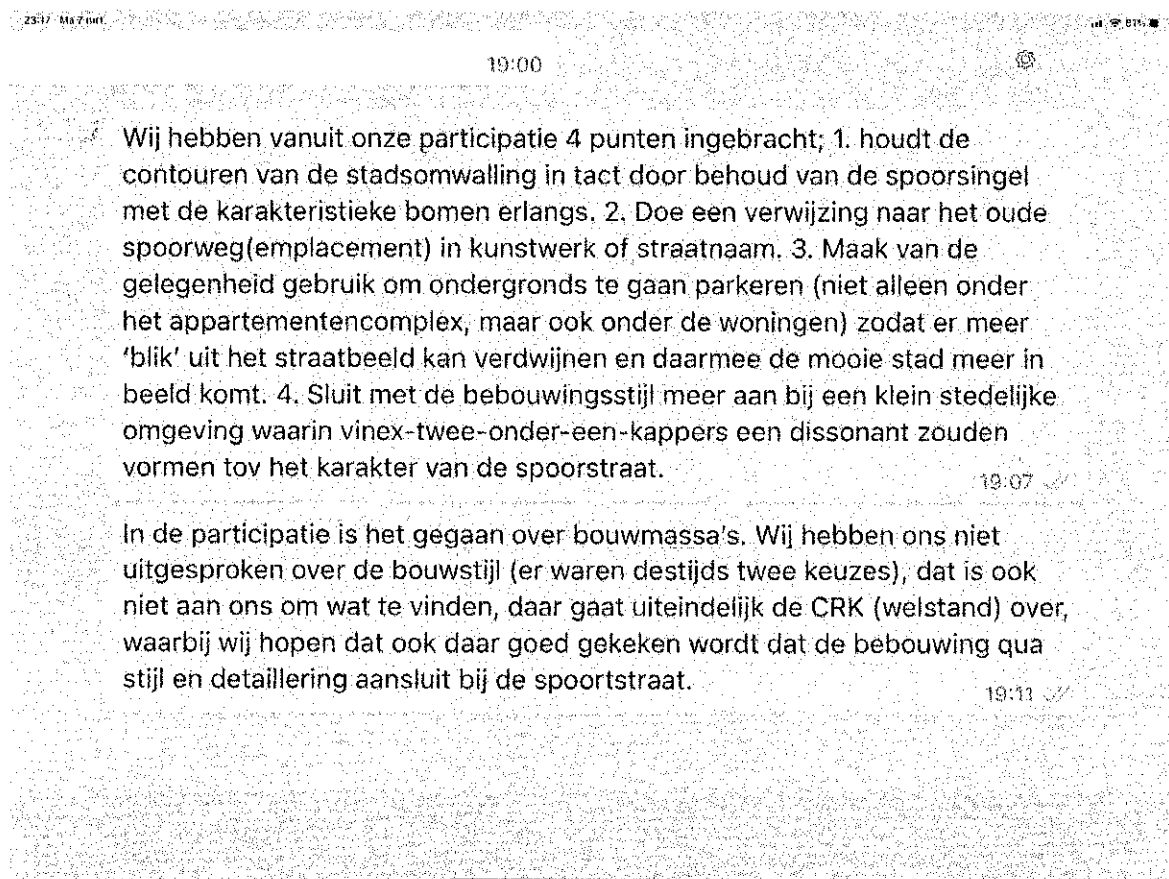 19:00
Wij hebben vanuit onze participatie 4 punten ingebracht; 1. houdt de
contouren van de stadsomwalling in tact door behoud van de spoorsingel
met de karakteristieke bomen erlangs. 2. Doe een verwijzing naar het oude
spoorweg(emplacement) in kunstwerk of straatnaam. 3. Maak van de
gelegenheid gebruik om ondergronds te gaan parkeren (niet alleen onder
het appartementencomplex, maar ook onder de woningen) zodat er meer
‘blik’ uit het straatbeeld kan verdwijnen en daarmee de mooie stad meer in
beeld komt. 4. Sluit met de bebouwingsstijl meer aan bij een klein stedelijke
omgeving waarin vinex-twee-onder-een-kappers een dissonant zouden
vormen tov het karakter van de spoorstraat.
19:07
In de participatie is het gegaan over bouwmassa's. Wij hebben ons niet
uitgesproken over de bouwstijl (er waren destijds twee keuzes), dat is ook
niet aan ons om wat te vinden, daar gaat uiteindelijk de CRK (welstand) over,
waarbij wij hopen dat ook daar goed gekeken wordt dat de bebouwing qua
stijl en detaillering aansluit bij de spoortstraat.
19:11